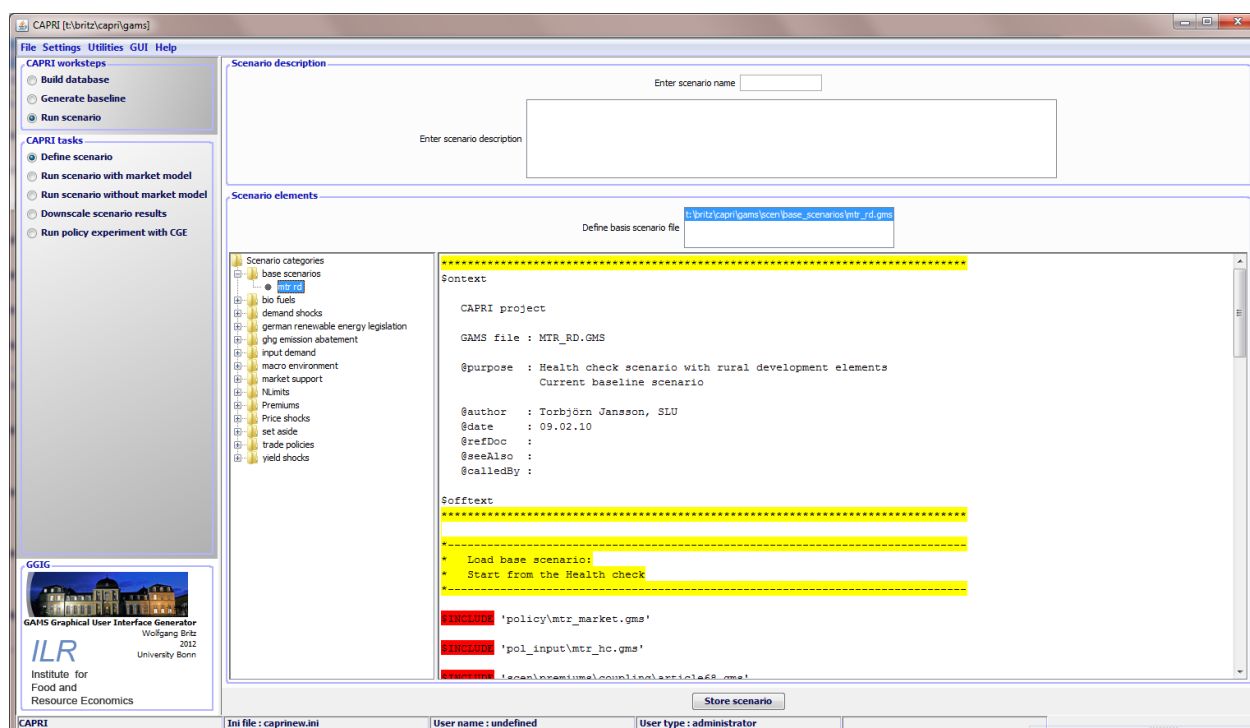 CAPRI [t:\britz\capri\gams]
File Settings Utilities GUI Help
CAPRI worksteps
Build database
Generate baseline
Run scenario
CAPRI tasks
Define scenario
Run scenario with market model
Run scenario without market model
Downscale scenario results
Run policy experiment with CGE
GGIG
GAMS Graphical User Interface Generator
Wolfgang Britz
2012
University Bonn
ILR
Institute for
Food and
Resource Economics
Scenario description
Enter scenario name
Enter scenario description
Scenario elements
Define basis scenario file
t:\britz\capri\gams\scen\base_scenarios\mtr_rd.gms
Scenario categories
base scenarios
mtr rd
bio fuels
demand shocks
german renewable energy legislation
ghg emission abatement
input demand
macro environment
market support
NLimits
Premiums
Price shocks
set aside
trade policies
yield shocks
********************************************************************************
$ontext
CAPRI project
GAMS file : MTR_RD.GMS
@purpose : Health check scenario with rural development elements
Current baseline scenario
@author : Torbjörn Jansson, SLU
@date : 09.02.10
@refDoc :
@seeAlso :
@calledBy :
$offtext
********************************************************************************
*-------------------------------------------------------------------------------
* Load base scenario:
* Start from the Health check
*-------------------------------------------------------------------------------
$INCLUDE 'policy\mtr_market.gms'
$INCLUDE 'pol_input\mtr_hc.gms'
$INCLUDE 'scen\premiums\coupling\article68.gms'
Store scenario
CAPRI
Ini file : caprinew.ini
User name : undefined
User type : administrator